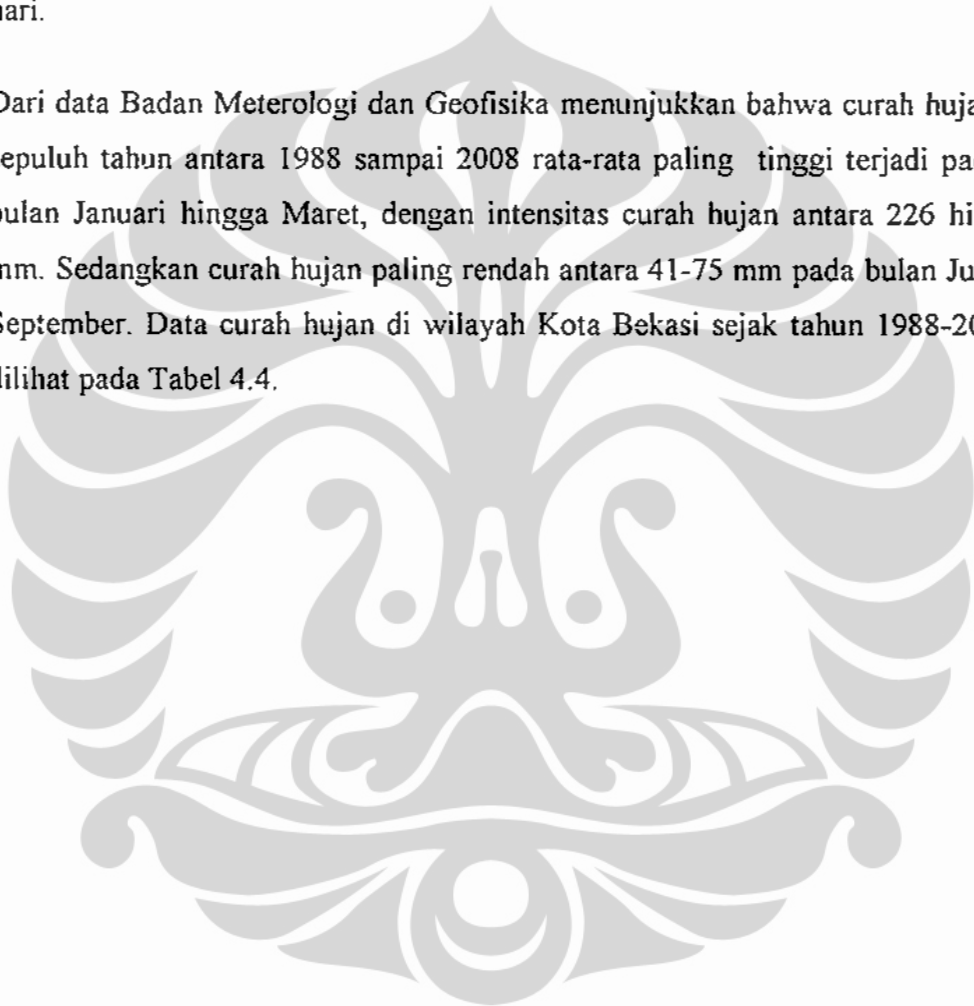 hari.
Dari data Badan Meterologi dan Geofisika menunjukkan bahwa curah huja
sepuluh tahun antara 1988 sampai 2008 rata-rata paling tinggi terjadi pa
bulan Januari hingga Maret, dengan intensitas curah hujan antara 226 hi
mm. Sedangkan curah hujan paling rendah antara 41-75 mm pada bulan Ju
September. Data curah hujan di wilayah Kota Bekasi sejak tahun 1988-20
dilihat pada Tabel 4.4.